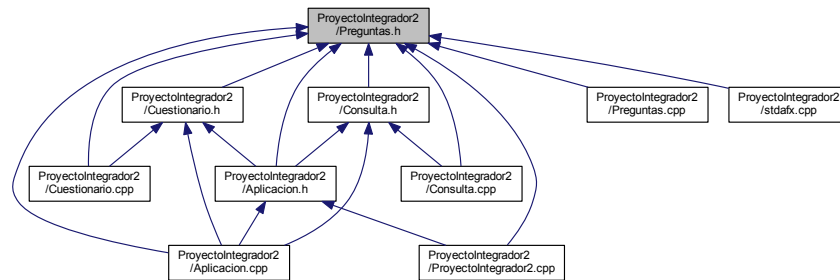 ProyectoIntegrador2
/Preguntas.h
ProyectoIntegrador2
/Cuestionario.h
ProyectoIntegrador2
/Consulta.h
ProyectoIntegrador2
/Preguntas.cpp
ProyectoIntegrador2
/stdafx.cpp
ProyectoIntegrador2
/Cuestionario.cpp
ProyectoIntegrador2
/Aplicacion.h
ProyectoIntegrador2
/Consulta.cpp
ProyectoIntegrador2
/Aplicacion.cpp
ProyectoIntegrador2
/ProyectoIntegrador2.cpp